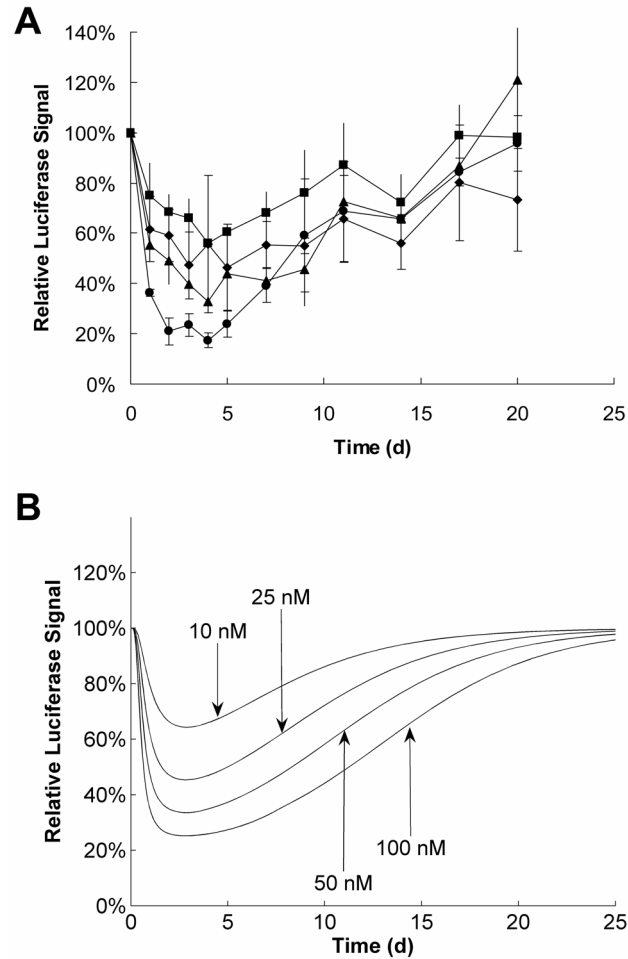 A
140%
120%
100%
80%
60%
40%
20%
0%
Relative Luciferase Signal
0 5 10 15 20 25
Time (d)
B
120%
100%
80%
60%
40%
20%
0%
Relative Luciferase Signal
10 nM
25 nM
50 nM
100 nM
0 5 10 15 20 25
Time (d)